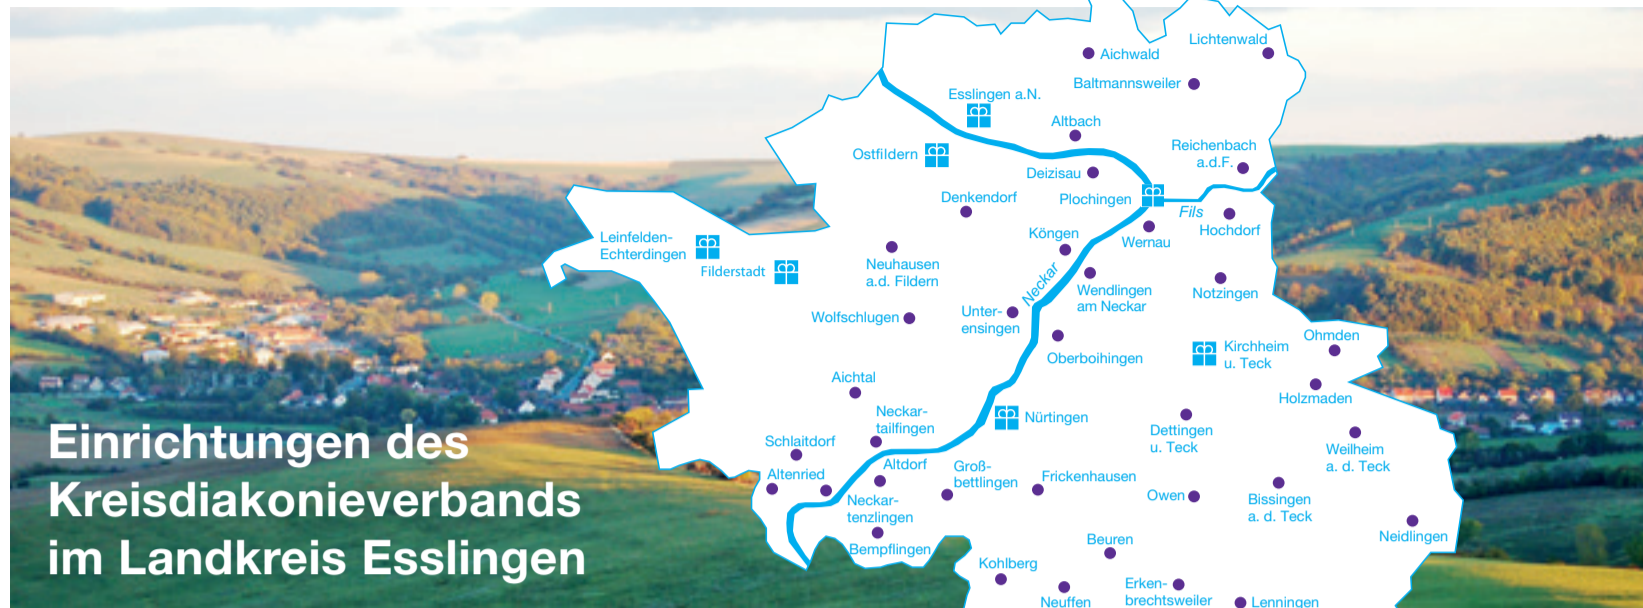 Lichtenwald
Aichwald
Baltmannsweiler
Esslingen a.N.
Altbach
Reichenbach
a.d.F.
Ostfildern
Deizisau
Plochingen
Denkendorf
Fils
Hochdorf
Köngen
Wernau
Leinfelden-
Echterdingen
Filderstadt
Neuhausen
a.d. Fildern
Neckar
Wendlingen
am Neckar
Notzingen
Wolfschlugen
Unter-
ensingen
Oberboihingen
Kirchheim
u. Teck
Ohmden
Holzmaden
Aichtal
Neckar-
tailfingen
Nürtingen
Dettingen
u. Teck
Weilheim
a. d. Teck
Schlaitdorf
Altenried
Altdorf
Groß-
bettlingen
Frickenhausen
Owen
Bissingen
a. d. Teck
Neckar-
tenzlingen
Bempflingen
Neidlingen
Beuren
Kohlberg
Neuffen
Erken-
brechtsweiler
Lenningen
Einrichtungen des
Kreisdiakonieverbands
im Landkreis Esslingen